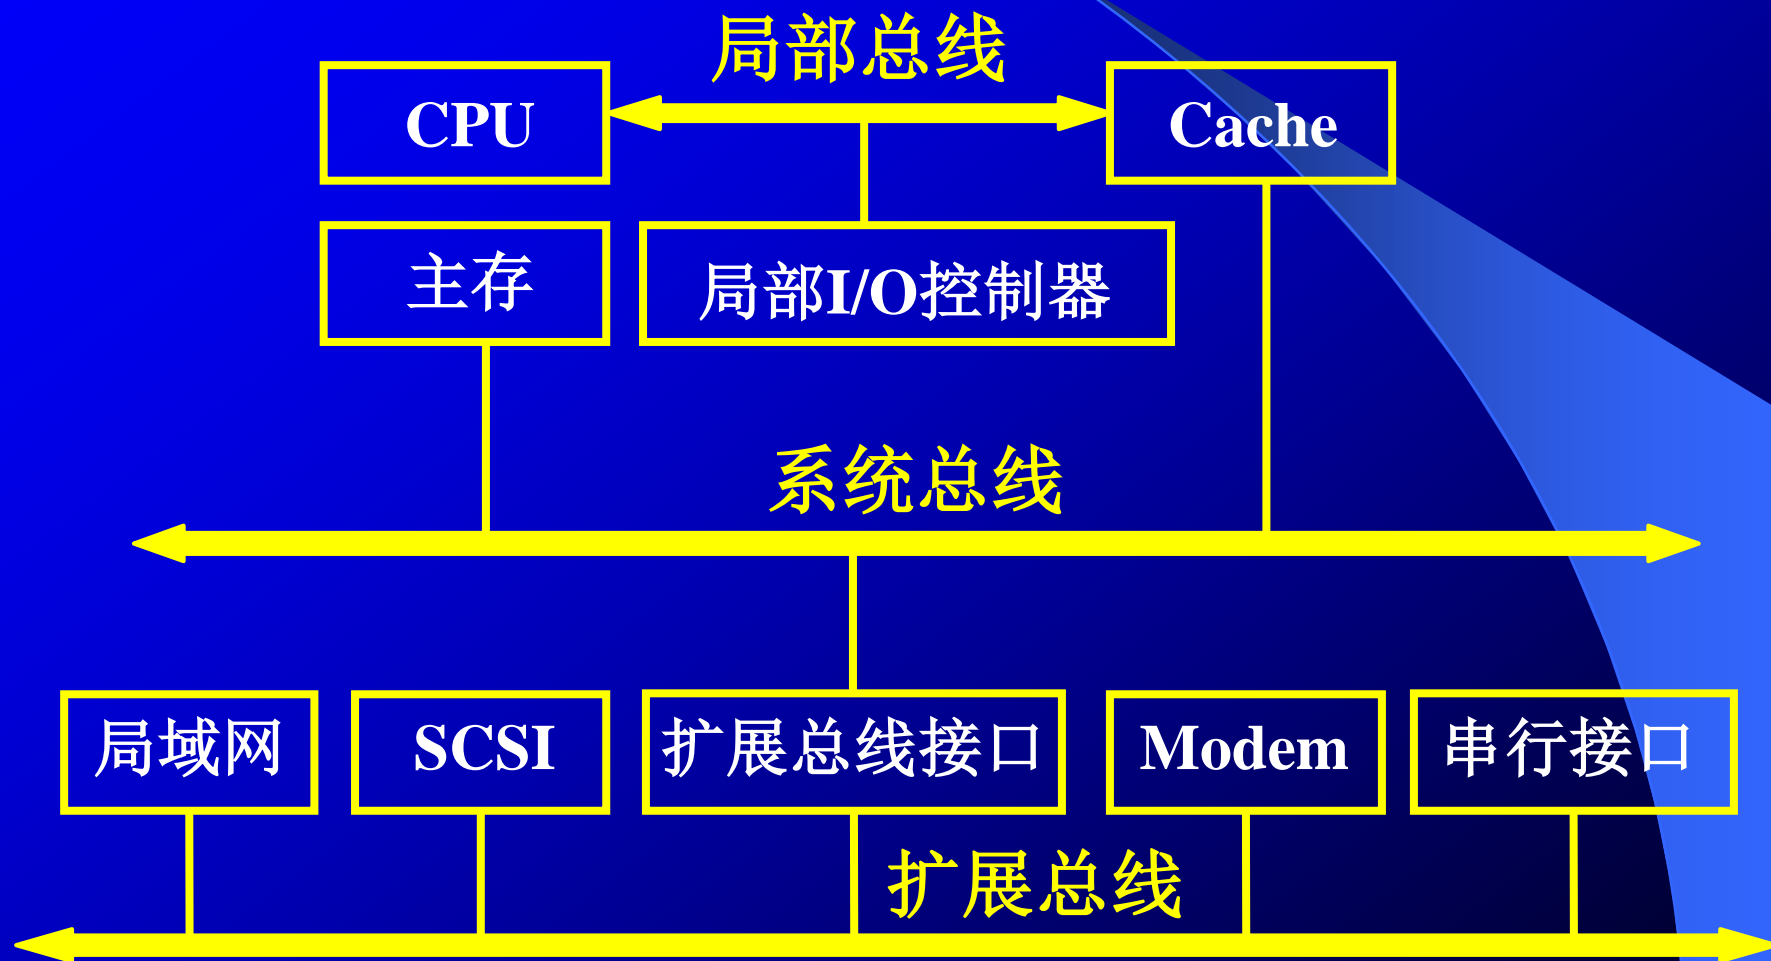 局部总线
CPU
Cache
主存
局部I/O控制器
系统总线
局域网
SCSI
扩展总线接口
Modem
串行接口
扩展总线